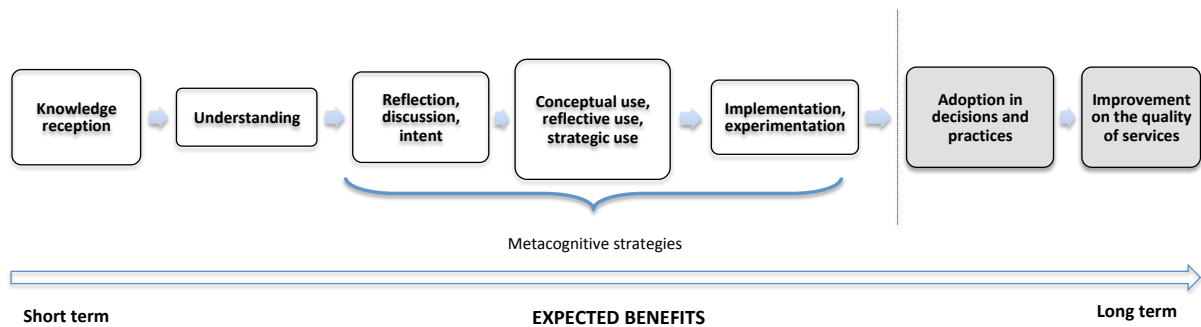 Knowledge
reception
Understanding
Reflection,
discussion,
intent
Conceptual use,
reflective use,
strategic use
Implementation,
experimentation
Adoption in
decisions and
practices
Improvement
on the quality
of services
Metacognitive strategies
Short term
EXPECTED BENEFITS
Long term